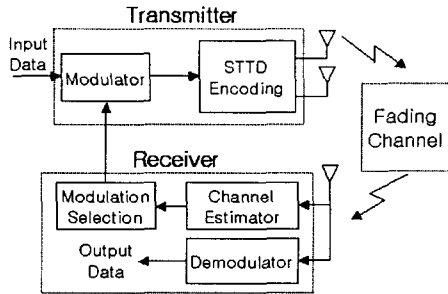 Transmitter
Input
Data
Modulator
STTD
Encoding
Fading
Channel
Receiver
Modulation
Selection
Channel
Estimator
Output
Data
Demodulator